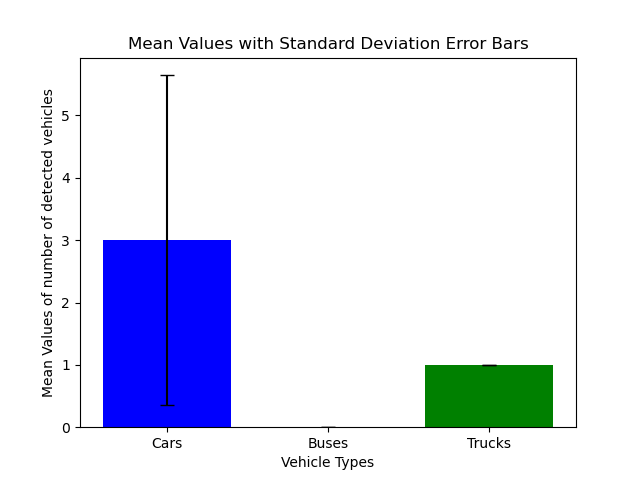 Mean Values with Standard Deviation Error Bars
Mean Values of number of detected vehicles
5
4
3
2
1
0
Cars Buses Trucks
Vehicle Types